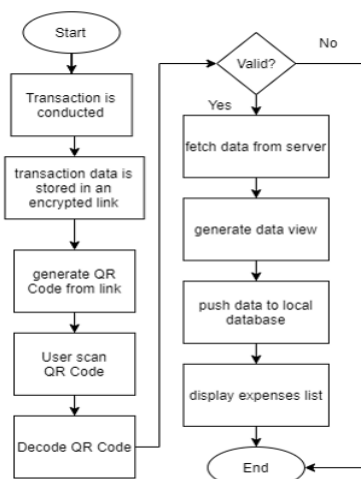 Start
Transaction is
conducted
transaction data is
stored in an
encrypted link
generate QR
Code from link
User scan
QR Code
Decode QR Code
Valid?
No
Yes
fetch data from server
generate data view
push data to local
database
display expenses list
End